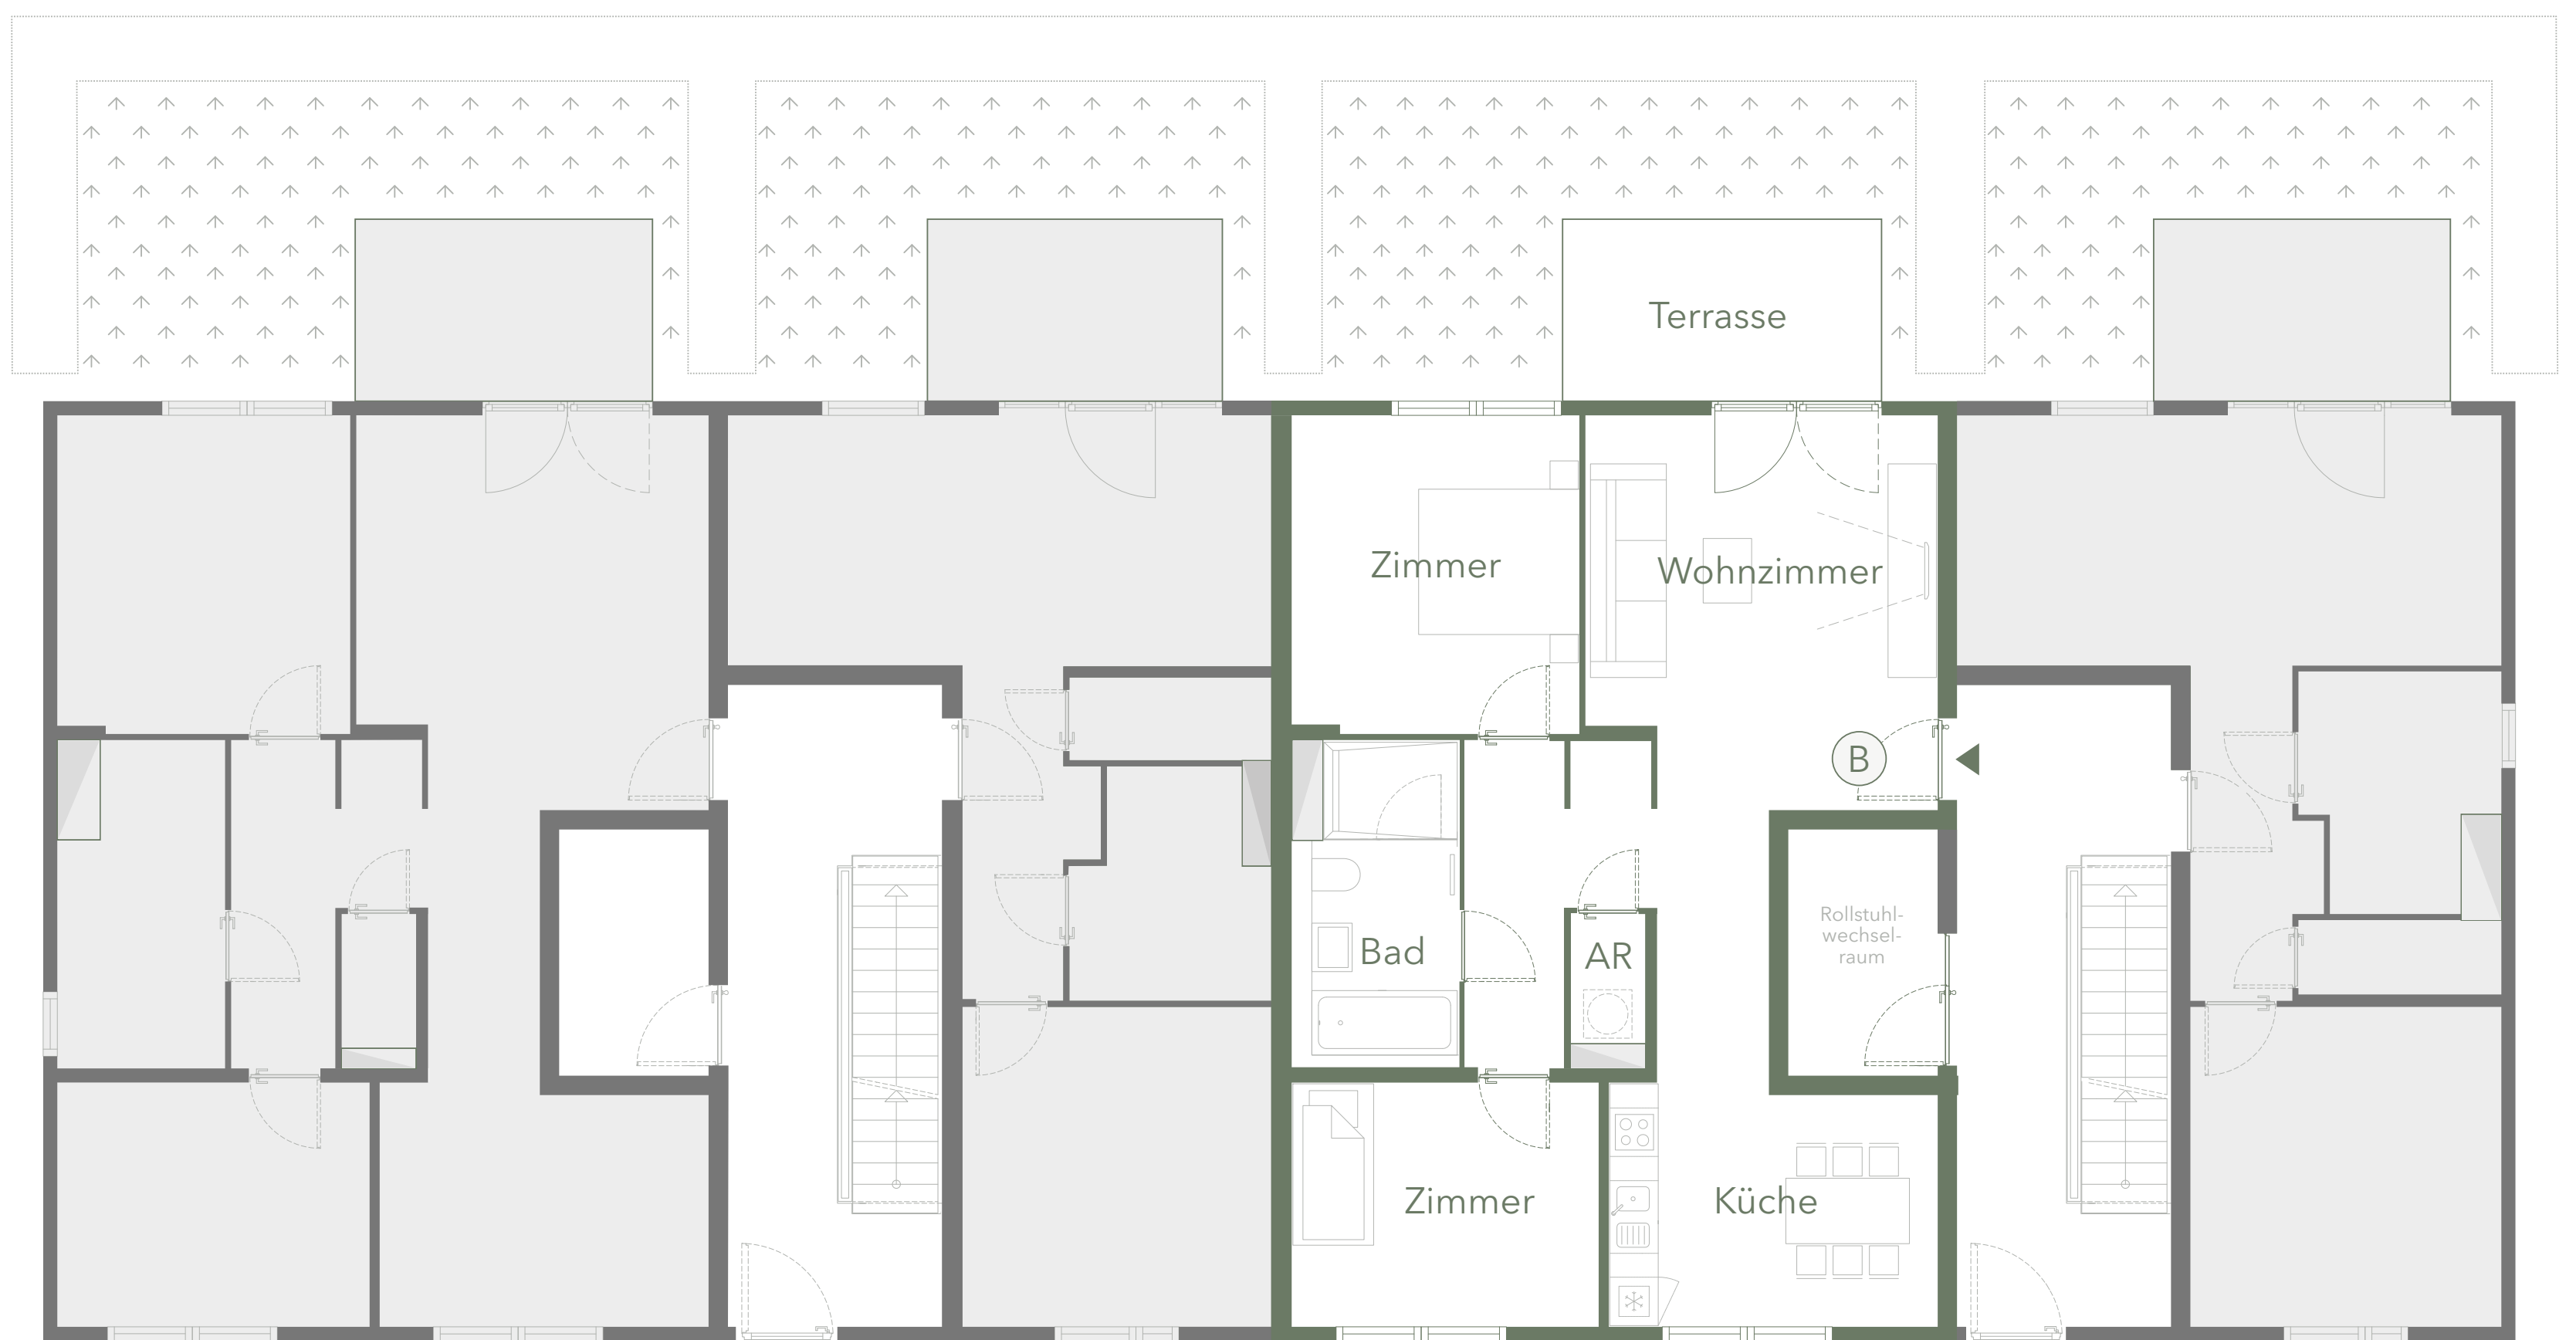 Terrasse
Zimmer
Wohnzimmer
B
Rollstuhl-
wechsel-
raum
Bad
AR
Zimmer
Küche